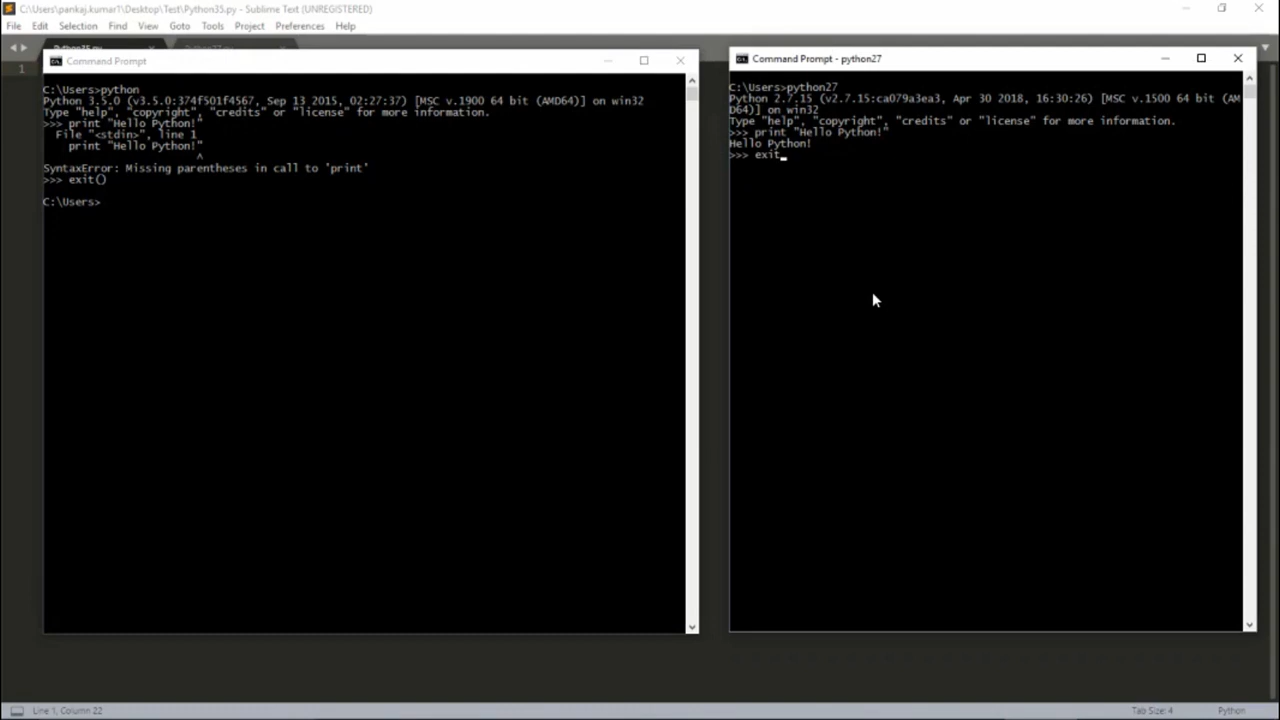 C:\Users\pankaj.kumar1\Desktop\Test\Python35.py - Sublime Text (UNREGISTERED)
File Edit Selection Find View Goto Tools Project Preferences Help
1
Command Prompt
C:\Users>python
Python 3.5.0 (v3.5.0:374f501f4567, Sep 13 2015, 02:27:37) [MSC v.1900 64 bit (AMD64)] on win32
Type "help", "copyright", "credits" or "license" for more information.
>>> print "Hello Python!"
File "<stdin>", line 1
print "Hello Python!"
^
SyntaxError: Missing parentheses in call to 'print'
>>> exit()
C:\Users>
Command Prompt - python27
C:\Users>python27
Python 2.7.15 (v2.7.15:ca079a3ea3, Apr 30 2018, 16:30:26) [MSC v.1500 64 bit (AM
D64)] on win32
Type "help", "copyright", "credits" or "license" for more information.
>>> print "Hello Python!"
Hello Python!
>>> exit
Line 1, Column 22
Tab Size: 4
Python